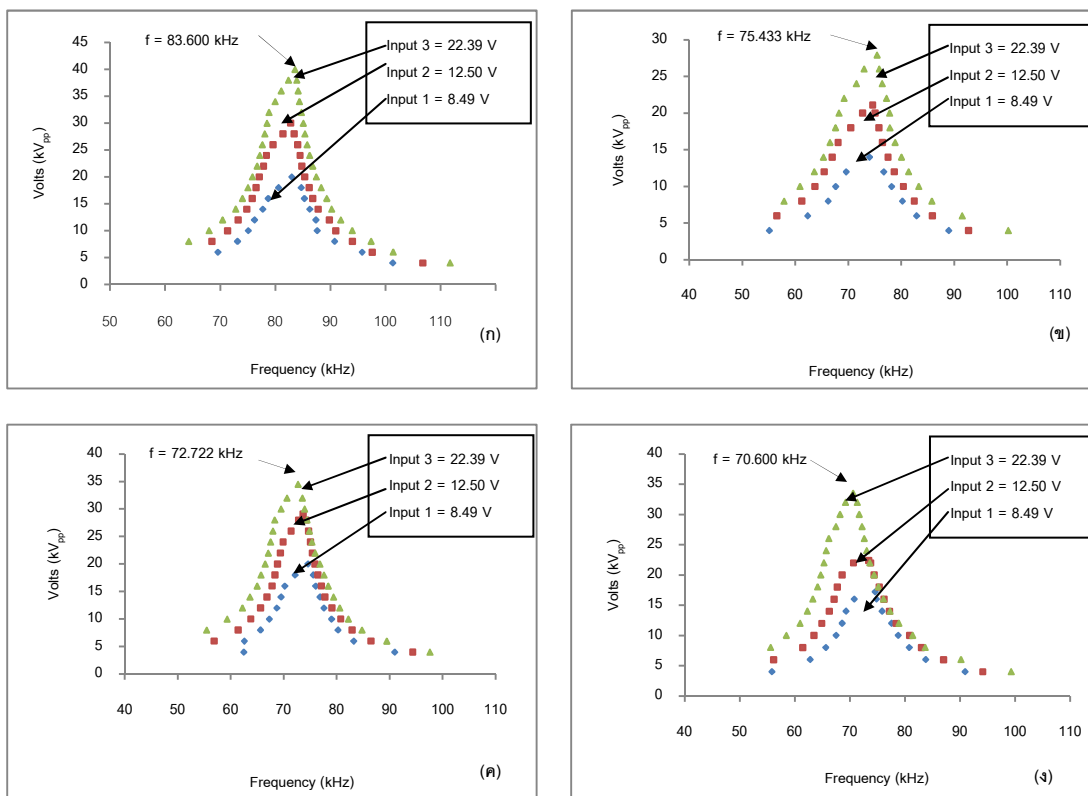 f = 83.600 kHz
Input 3 = 22.39 V
Input 2 = 12.50 V
Input 1 = 8.49 V
45
40
35
30
25
20
15
10
5
0
Volts (kVpp)
50 60 70 80 90 100 110
Frequency (kHz)
(ก)
f = 75.433 kHz
Input 3 = 22.39 V
Input 2 = 12.50 V
Input 1 = 8.49 V
30
25
20
15
10
5
0
Volts (kVpp)
40 50 60 70 80 90 100 110
Frequency (kHz)
(ข)
f = 72.722 kHz
Input 3 = 22.39 V
Input 2 = 12.50 V
Input 1 = 8.49 V
40
35
30
25
20
15
10
5
0
Volts (kVpp)
40 50 60 70 80 90 100 110
Frequency (kHz)
(ค)
f = 70.600 kHz
Input 3 = 22.39 V
Input 2 = 12.50 V
Input 1 = 8.49 V
40
35
30
25
20
15
10
5
0
Volts (kVpp)
40 50 60 70 80 90 100 110
Frequency (kHz)
(ง)